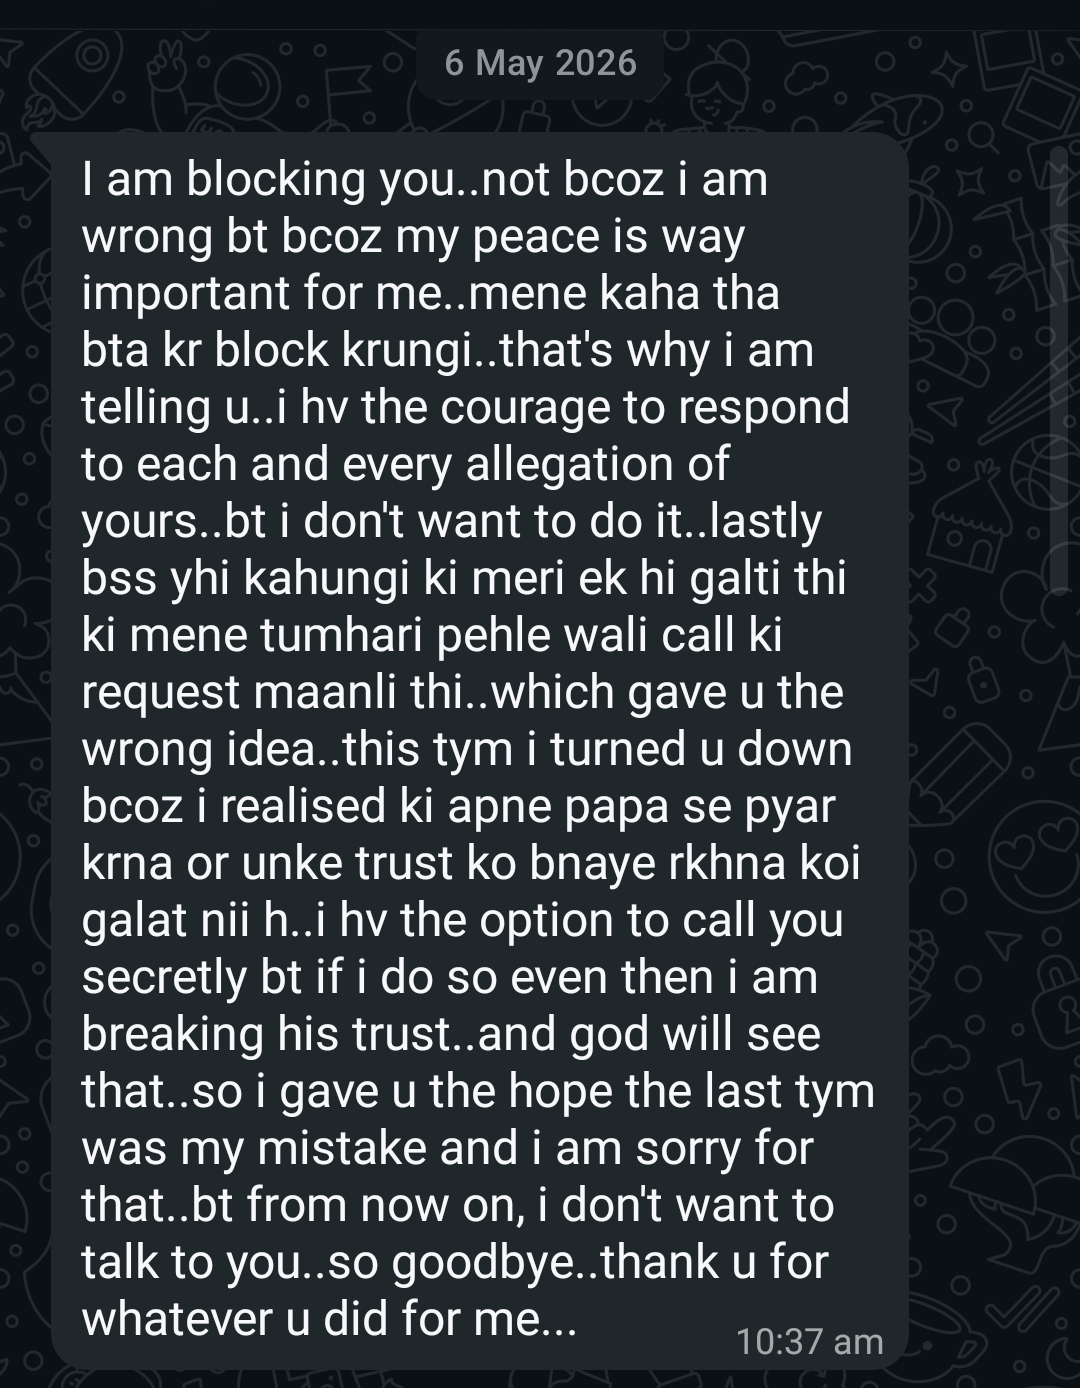 6 May 2026
I am blocking you..not bcoz i am
wrong bt bcoz my peace is way
important for me..mene kaha tha
bta kr block krungi..that's why i am
telling u..i hv the courage to respond
to each and every allegation of
yours..bt i don't want to do it..lastly
bss yhi kahungi ki meri ek hi galti thi
ki mene tumhari pehle wali call ki
request maanli thi..which gave u the
wrong idea..this tym i turned u down
bcoz i realised ki apne papa se pyar
krna or unke trust ko bnaye rkhna koi
galat nii h..i hv the option to call you
secretly bt if i do so even then i am
breaking his trust..and god will see
that..so i gave u the hope the last tym
was my mistake and i am sorry for
that..bt from now on, i don't want to
talk to you..so goodbye..thank u for
whatever u did for me...
10:37 am